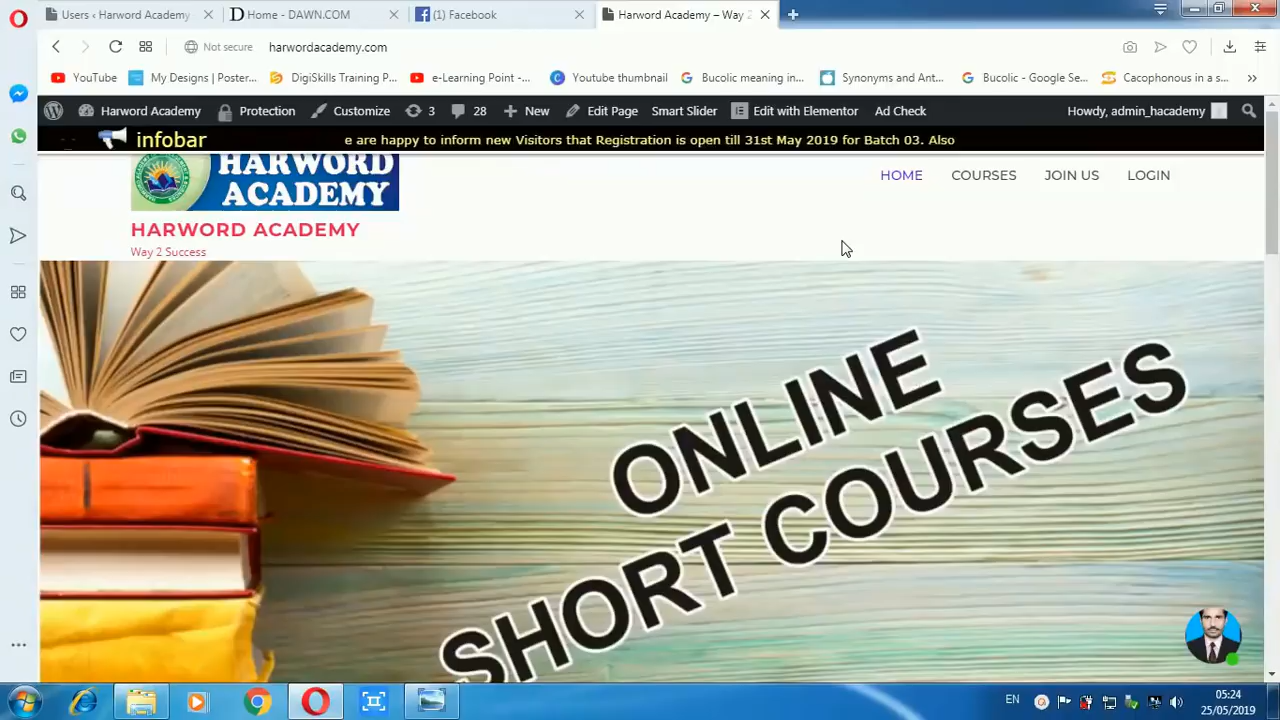 Users ‹ Harword Academy
Home - DAWN.COM
(1) Facebook
Harword Academy – Way 2
Not secure harwordacademy.com
YouTube
My Designs | Poster...
DigiSkills Training P...
e-Learning Point -...
Youtube thumbnail
Bucolic meaning in...
Synonyms and Ant...
Bucolic - Google Se...
Cacophonous in a s...
Harword Academy Protection Customize 3 28 New Edit Page Smart Slider Edit with Elementor Ad Check Howdy, admin_hacademy
infobar e are happy to inform new Visitors that Registration is open till 31st May 2019 for Batch 03. Also
HARWORD
ACADEMY
HOME COURSES JOIN US LOGIN
HARWORD ACADEMY
Way 2 Success
ONLINE
SHORT COURSES
EN
05:24
25/05/2019